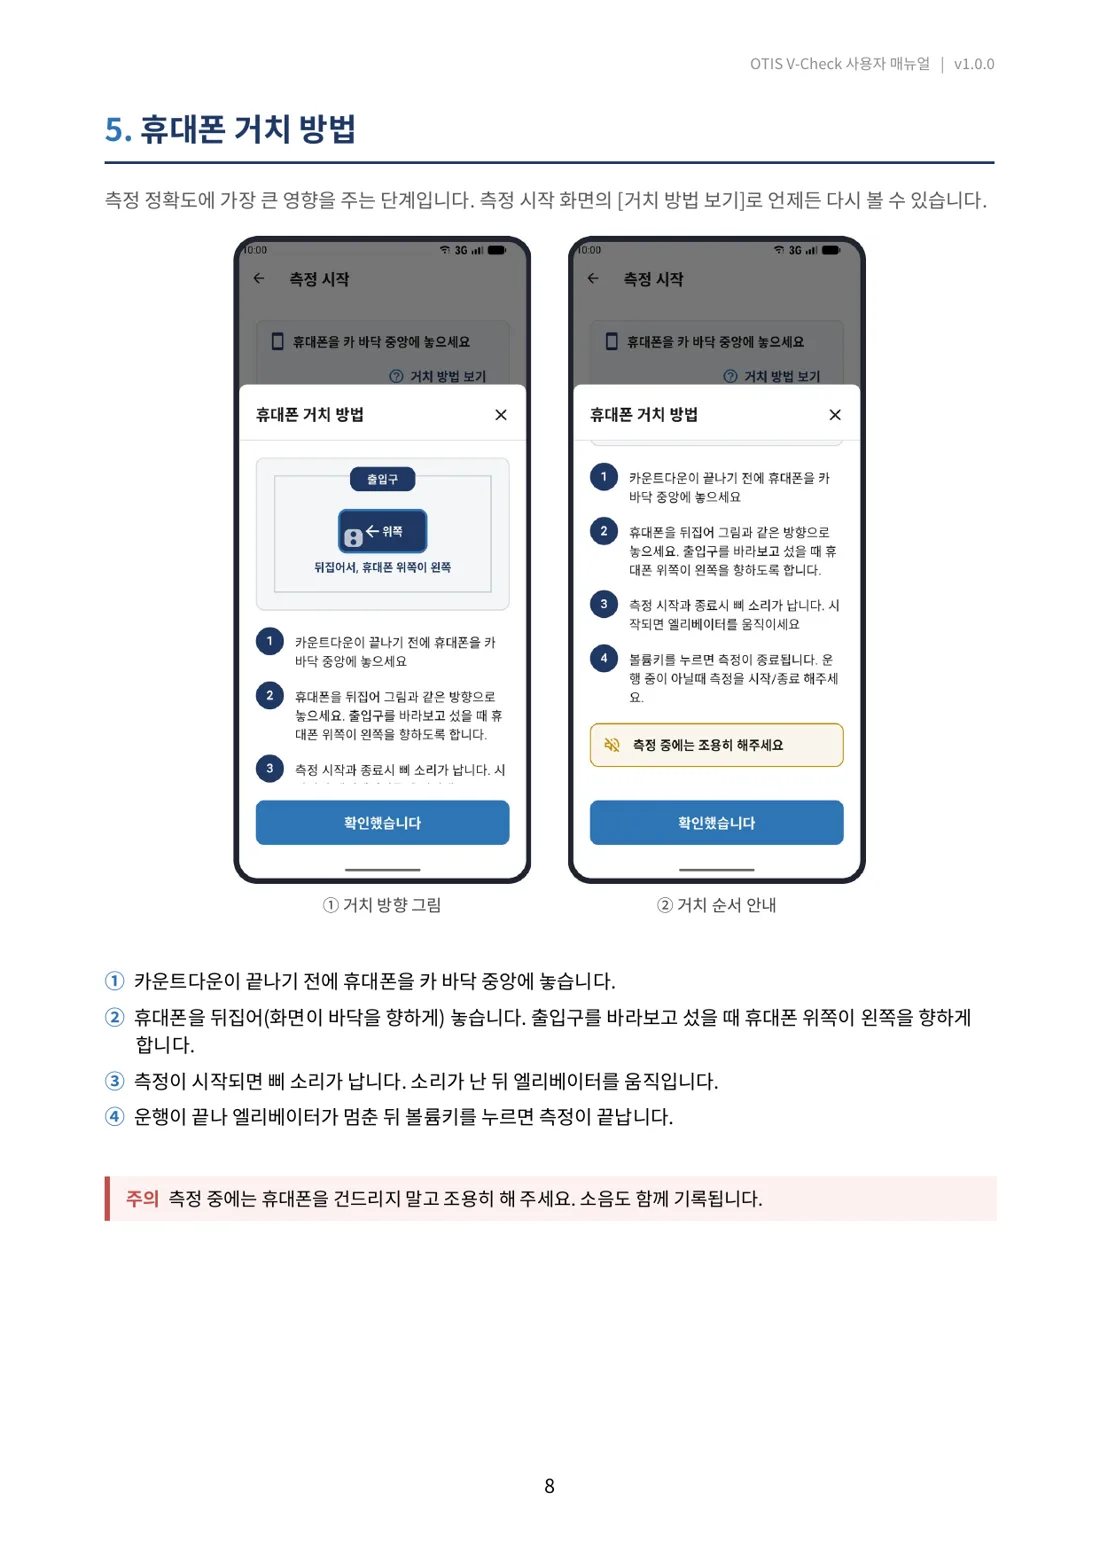 OTIS V-Check 사용자 매뉴얼 | v1.0.0
5. 휴대폰 거치 방법
측정 정확도에 가장 큰 영향을 주는 단계입니다. 측정 시작 화면의 [거치 방법 보기]로 언제든 다시 볼 수 있습니다.
10:00 3G
측정 시작
휴대폰을 카 바닥 중앙에 놓으세요
거치 방법 보기
휴대폰 거치 방법
출입구
← 위쪽
뒤집어서, 휴대폰 위쪽이 왼쪽
1 카운트다운이 끝나기 전에 휴대폰을 카
바닥 중앙에 놓으세요
2 휴대폰을 뒤집어 그림과 같은 방향으로
놓으세요. 출입구를 바라보고 섰을 때 휴
대폰 위쪽이 왼쪽을 향하도록 합니다.
3 측정 시작과 종료시 삐 소리가 납니다. 시
확인했습니다
① 거치 방향 그림
10:00 3G
측정 시작
휴대폰을 카 바닥 중앙에 놓으세요
거치 방법 보기
휴대폰 거치 방법
1 카운트다운이 끝나기 전에 휴대폰을 카
바닥 중앙에 놓으세요
2 휴대폰을 뒤집어 그림과 같은 방향으로
놓으세요. 출입구를 바라보고 섰을 때 휴
대폰 위쪽이 왼쪽을 향하도록 합니다.
3 측정 시작과 종료시 삐 소리가 납니다. 시
작되면 엘리베이터를 움직이세요
4 볼륨키를 누르면 측정이 종료됩니다. 운
행 중이 아닐때 측정을 시작/종료 해주세
요.
측정 중에는 조용히 해주세요
확인했습니다
② 거치 순서 안내
① 카운트다운이 끝나기 전에 휴대폰을 카 바닥 중앙에 놓습니다.
② 휴대폰을 뒤집어(화면이 바닥을 향하게) 놓습니다. 출입구를 바라보고 섰을 때 휴대폰 위쪽이 왼쪽을 향하게
합니다.
③ 측정이 시작되면 삐 소리가 납니다. 소리가 난 뒤 엘리베이터를 움직입니다.
④ 운행이 끝나 엘리베이터가 멈춘 뒤 볼륨키를 누르면 측정이 끝납니다.
주의 측정 중에는 휴대폰을 건드리지 말고 조용히 해 주세요. 소음도 함께 기록됩니다.
8